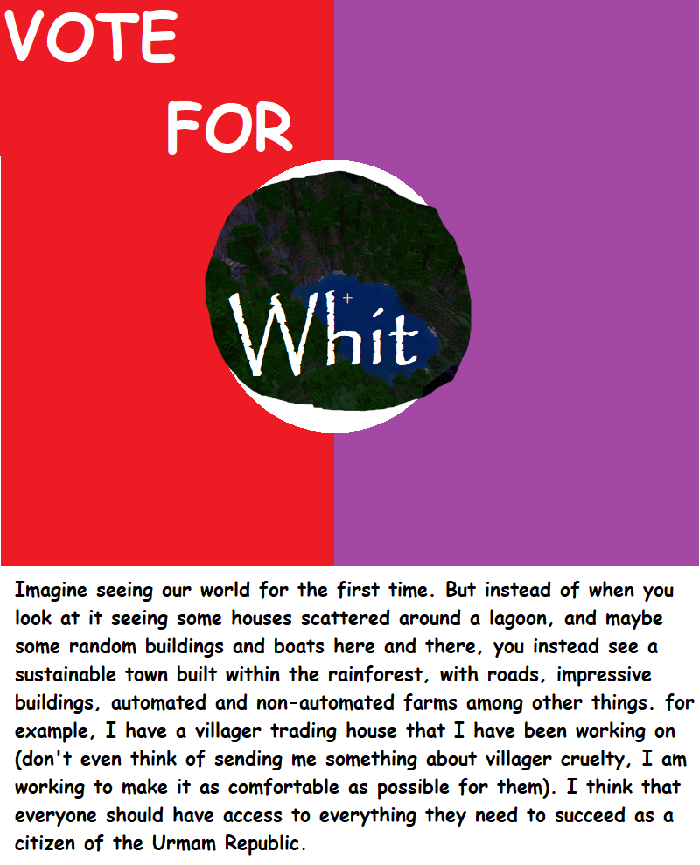 VOTE
FOR
Whit
Imagine seeing our world for the first time. But instead of when you
look at it seeing some houses scattered around a lagoon, and maybe
some random buildings and boats here and there, you instead see a
sustainable town built within the rainforest, with roads, impressive
buildings, automated and non-automated farms among other things. for
example, I have a villager trading house that I have been working on
(don't even think of sending me something about villager cruelty, I am
working to make it as comfortable as possible for them). I think that
everyone should have access to everything they need to succeed as a
citizen of the Urmam Republic.